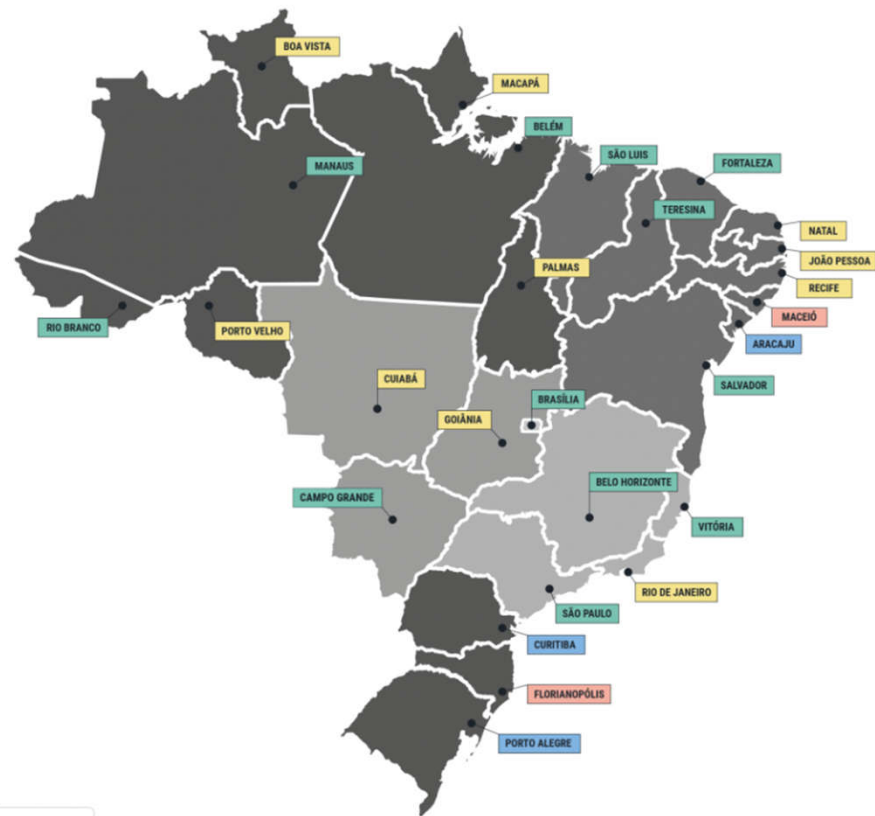 BOA VISTA
MACAPÁ
BELÉM
SÃO LUIS
FORTALEZA
MANAUS
TERESINA
NATAL
JOÃO PESSOA
PALMAS
RECIFE
MACEIÓ
RIO BRANCO
PORTO VELHO
ARACAJU
CUIABÁ
SALVADOR
BRASÍLIA
GOIÂNIA
BELO HORIZONTE
CAMPO GRANDE
VITÓRIA
RIO DE JANEIRO
SÃO PAULO
CURITIBA
FLORIANOPÓLIS
PORTO ALEGRE